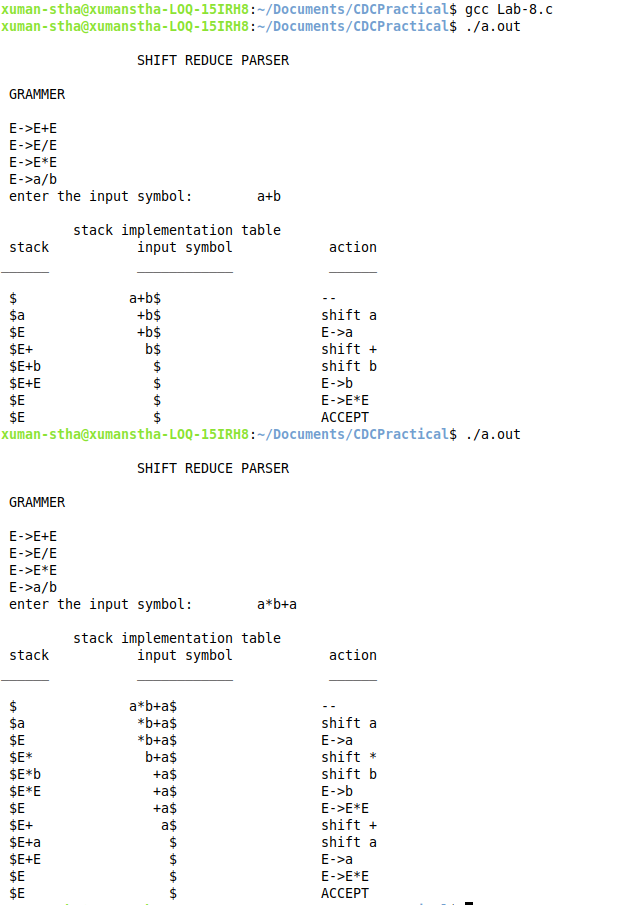 xuman-stha@xumanstha-LOQ-15IRH8:~/Documents/CDCPractical$ gcc Lab-8.c
xuman-stha@xumanstha-LOQ-15IRH8:~/Documents/CDCPractical$ ./a.out
SHIFT REDUCE PARSER
GRAMMER
E->E+E
E->E/E
E->E*E
E->a/b
enter the input symbol: a+b
stack implementation table
stack input symbol action
______ ____________ ______
$ a+b$ --
$a +b$ shift a
$E +b$ E->a
$E+ b$ shift +
$E+b $ shift b
$E+E $ E->b
$E $ E->E*E
$E $ ACCEPT
xuman-stha@xumanstha-LOQ-15IRH8:~/Documents/CDCPractical$ ./a.out
SHIFT REDUCE PARSER
GRAMMER
E->E+E
E->E/E
E->E*E
E->a/b
enter the input symbol: a*b+a
stack implementation table
stack input symbol action
______ ____________ ______
$ a*b+a$ --
$a *b+a$ shift a
$E *b+a$ E->a
$E* b+a$ shift *
$E*b +a$ shift b
$E*E +a$ E->b
$E +a$ E->E*E
$E+ a$ shift +
$E+a $ shift a
$E+E $ E->a
$E $ E->E*E
$E $ ACCEPT